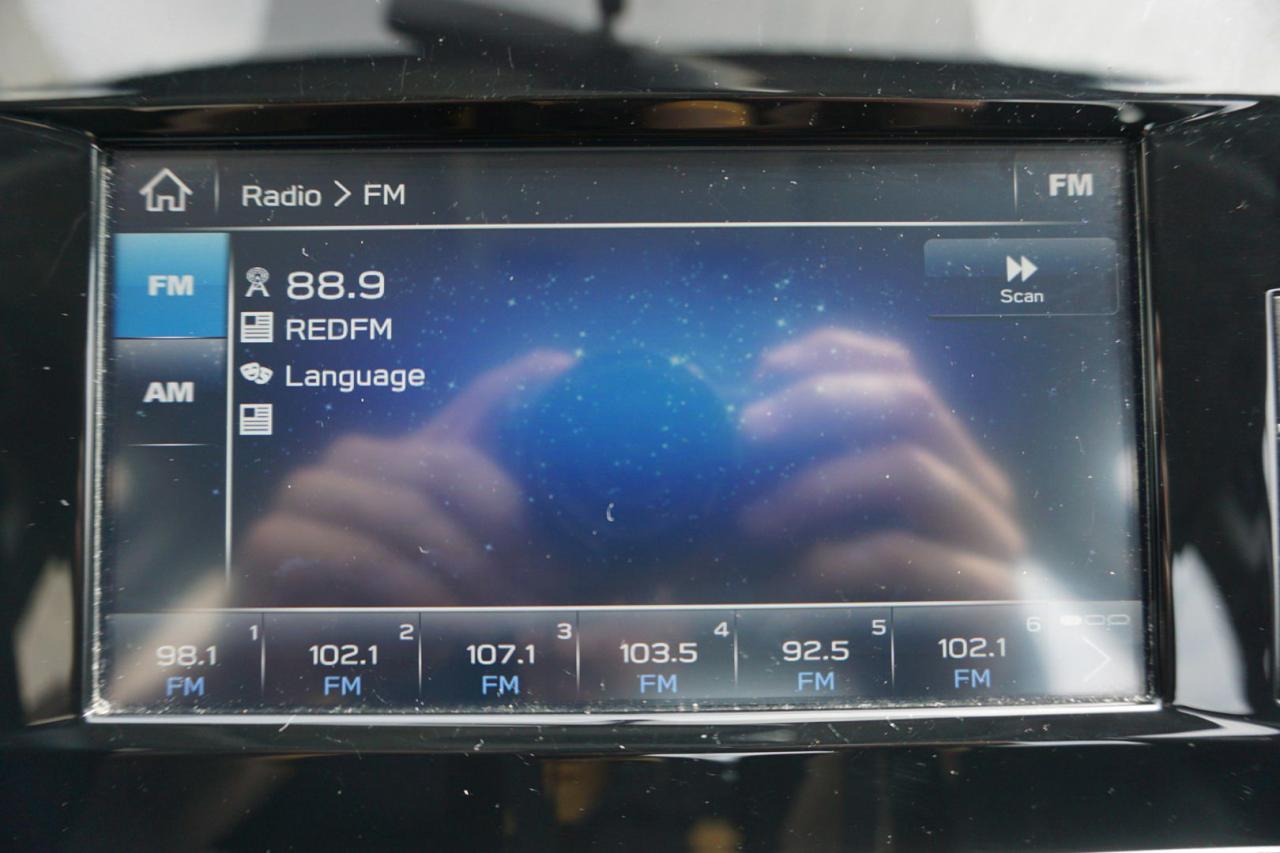 Radio > FM
FM
FM
AM
88.9
REDFM
Language
Scan
1
98.1
FM
2
102.1
FM
3
107.1
FM
4
103.5
FM
5
92.5
FM
6
102.1
FM